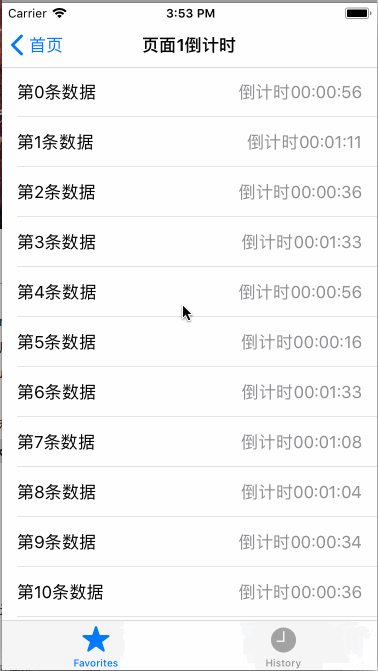 Carrier 3:53 PM
首页 页面1倒计时
第0条数据 倒计时00:00:56
第1条数据 倒计时00:01:11
第2条数据 倒计时00:00:36
第3条数据 倒计时00:01:33
第4条数据 倒计时00:00:56
第5条数据 倒计时00:00:16
第6条数据 倒计时00:01:33
第7条数据 倒计时00:01:08
第8条数据 倒计时00:01:04
第9条数据 倒计时00:00:34
第10条数据 倒计时00:00:36
Favorites History